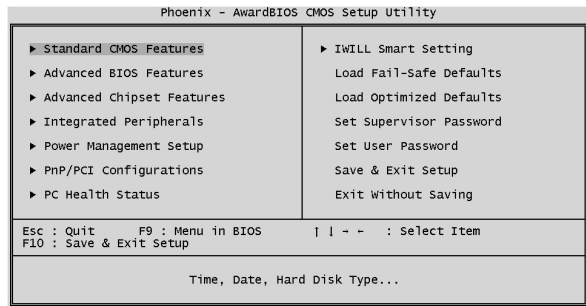 Phoenix - AwardBIOS CMOS Setup Utility
▶ Standard CMOS Features
▶ Advanced BIOS Features
▶ Advanced Chipset Features
▶ Integrated Peripherals
▶ Power Management Setup
▶ PnP/PCI Configurations
▶ PC Health Status
▶ IWILL Smart Setting
Load Fail-Safe Defaults
Load Optimized Defaults
Set Supervisor Password
Set User Password
Save & Exit Setup
Exit Without Saving
Esc : Quit F9 : Menu in BIOS ↑ ↓ → ← : Select Item
F10 : Save & Exit Setup
Time, Date, Hard Disk Type...